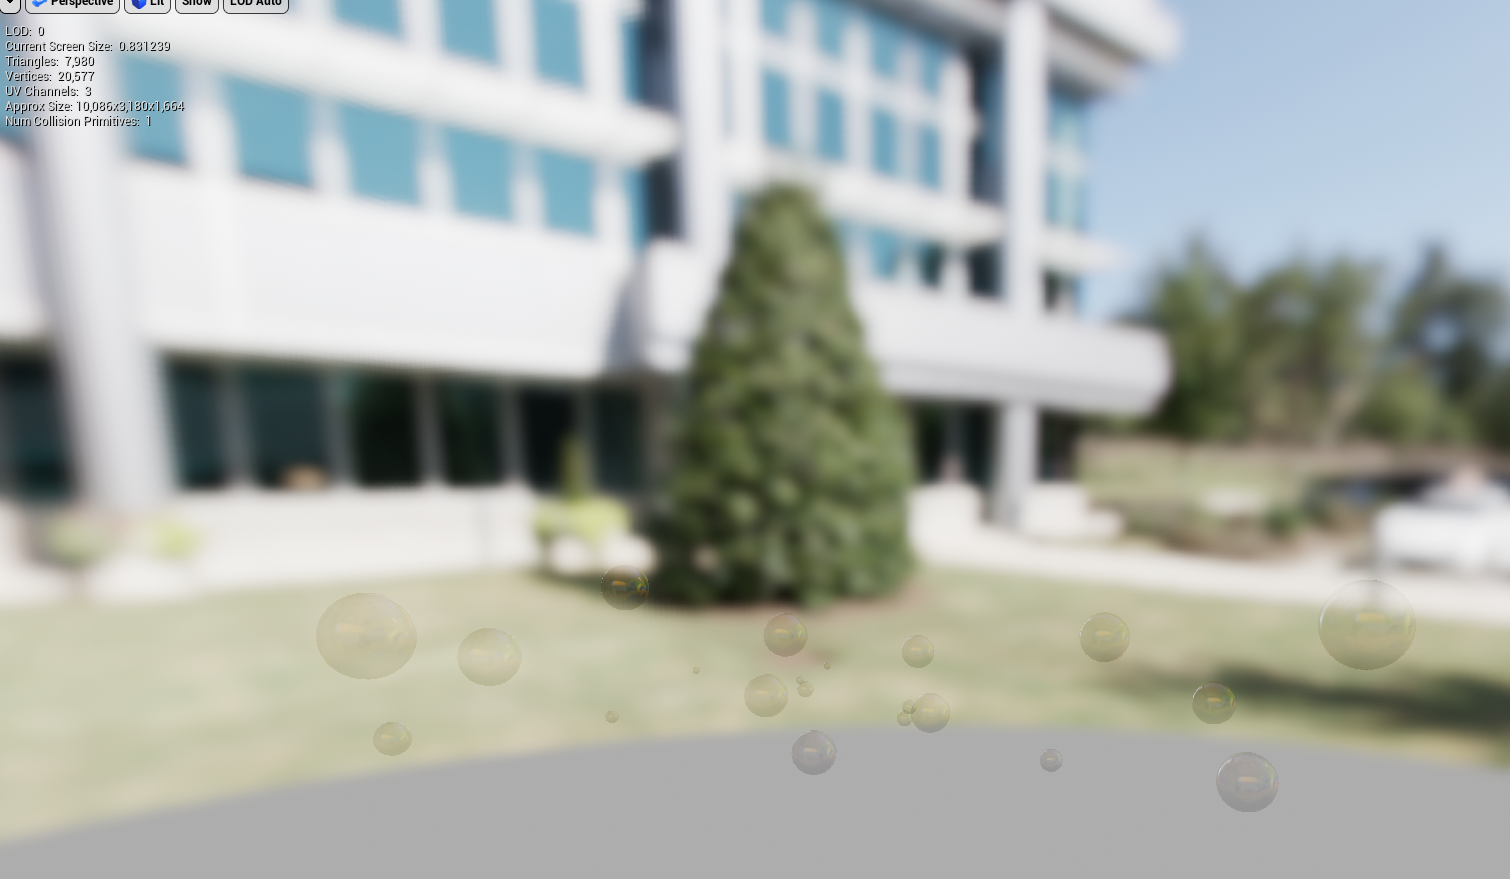 Perspective Lit Show LOD Auto
LOD: 0
Current Screen Size: 0.831239
Triangles: 7,980
Vertices: 20,577
UV Channels: 3
Approx Size: 10,086x3,180x1,664
Num Collision Primitives: 1